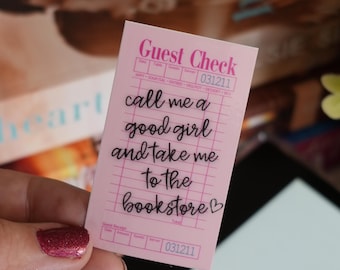 Guest Check
031211
call me a
good girl
and take me
to the
bookstore
031211
heart